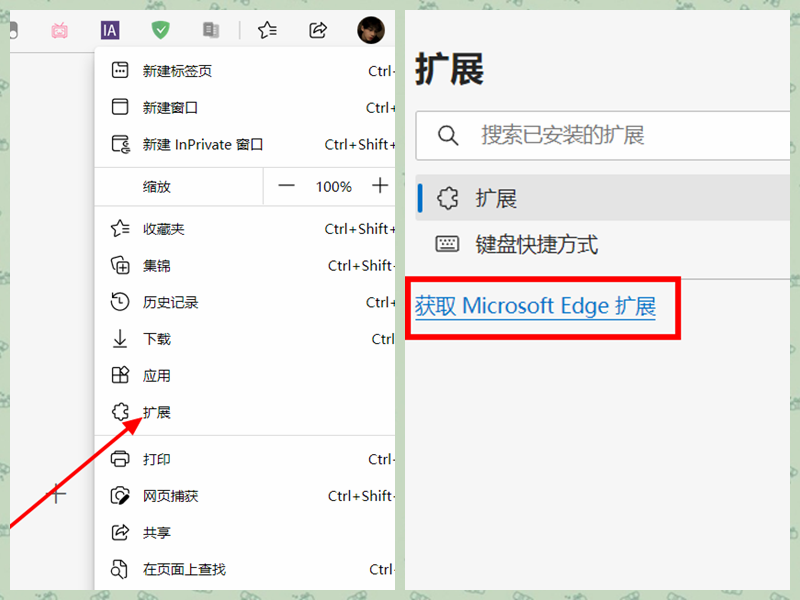 IA
新建标签页 Ctrl-
新建窗口 Ctrl+
新建 InPrivate 窗口 Ctrl+Shift+
缩放 — 100% +
收藏夹 Ctrl+Shift+
集锦 Ctrl+Shift-
历史记录 Ctrl+
下载 Ctrl
应用
扩展
打印 Ctrl-
网页捕获 Ctrl+Shift-
共享
在页面上查找 Ctrl
扩展
搜索已安装的扩展
扩展
键盘快捷方式
获取 Microsoft Edge 扩展